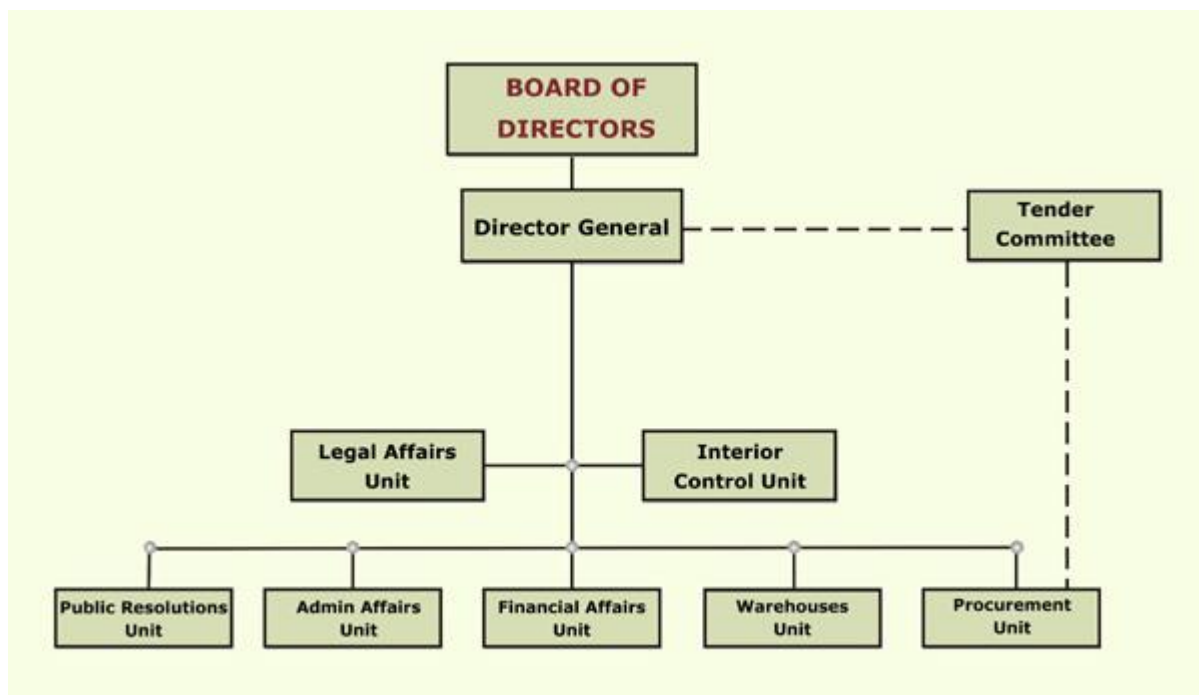 BOARD OF
DIRECTORS
Director General
Tender
Committee
Legal Affairs
Unit
Interior
Control Unit
Public Resolutions
Unit
Admin Affairs
Unit
Financial Affairs
Unit
Warehouses
Unit
Procurement
Unit